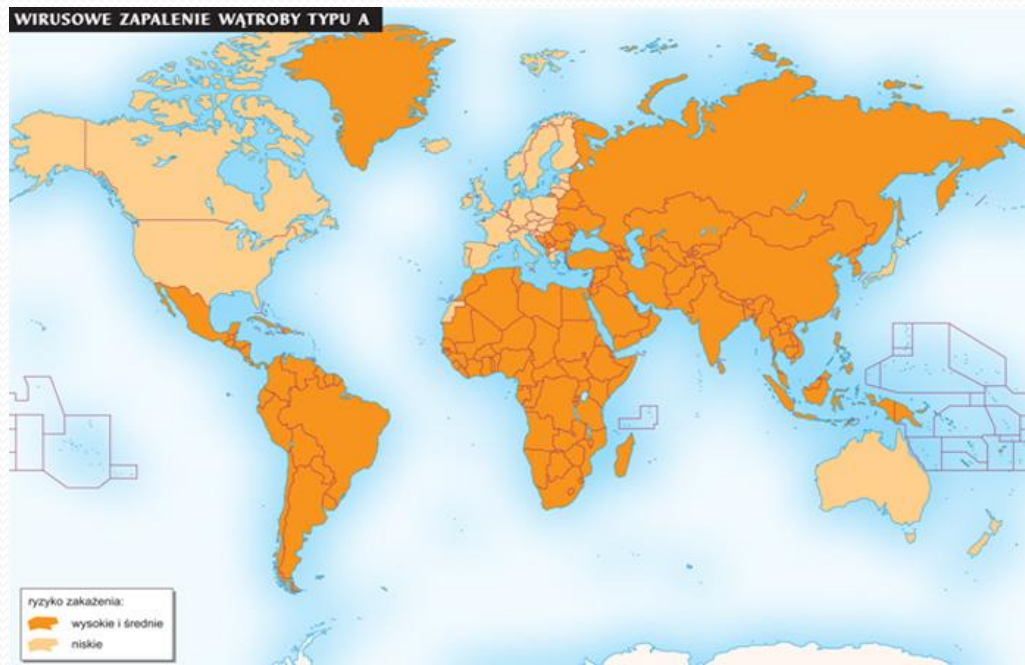 WIRUSOWE ZAPALENIE WĄTROBY TYPU A
ryzyko zakażenia:
wysokie i średnie
niskie